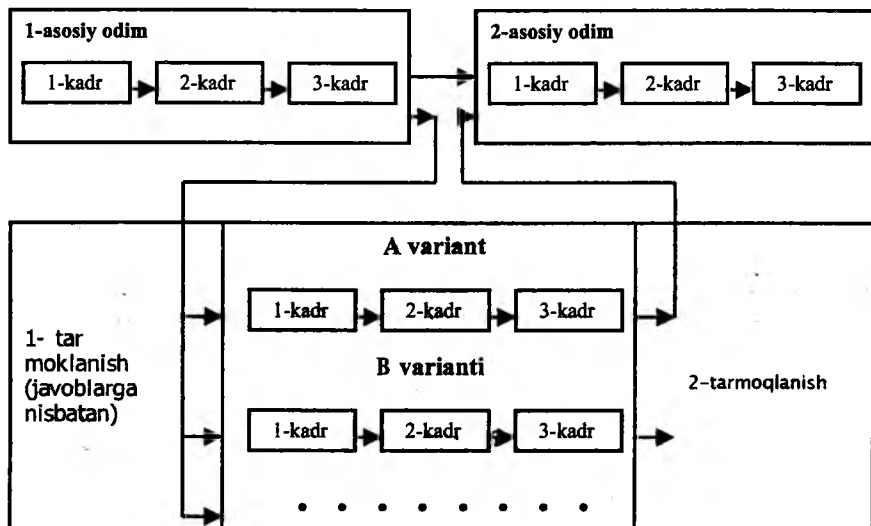 1-asosiy odim
1-kadr 2-kadr 3-kadr
2-asosiy odim
1-kadr 2-kadr 3-kadr
1- tar
moklanish
(javoblarga
nisbatan)
A variant
1-kadr 2-kadr 3-kadr
B varianti
1-kadr 2-kadr 3-kadr
. . . . . . . .
2-tarmoqlanish